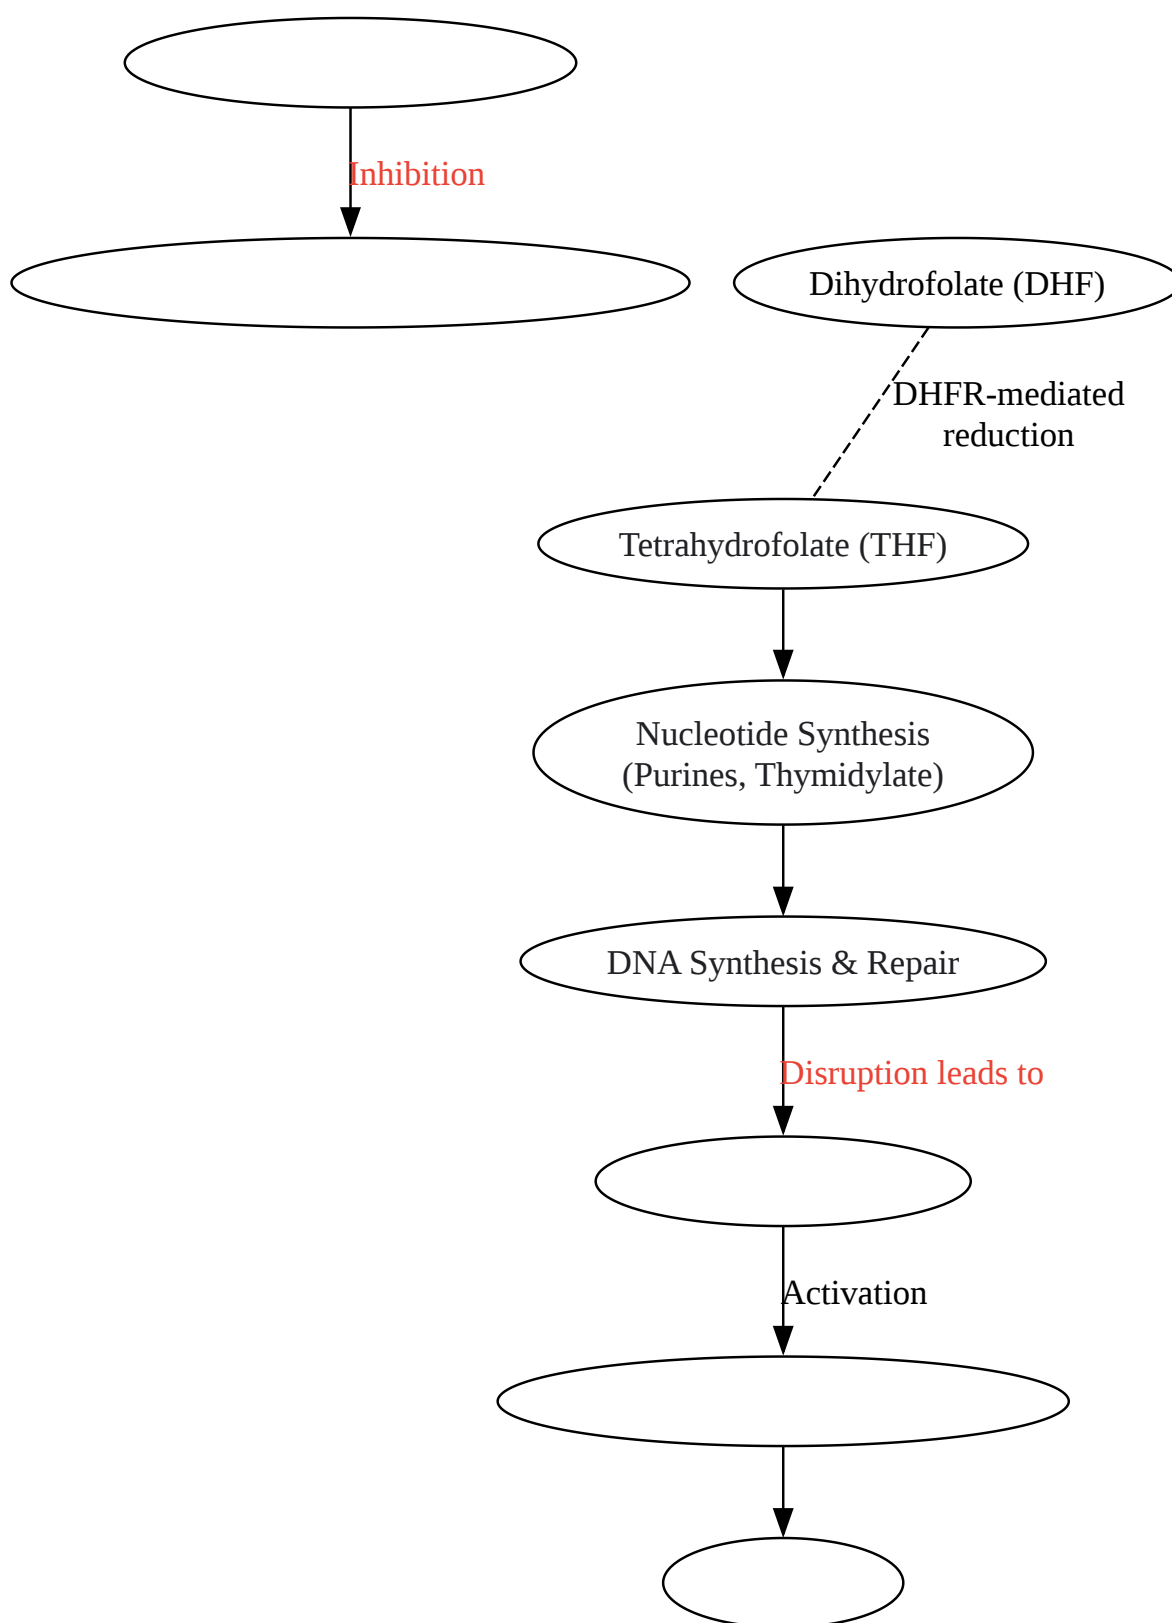 Inhibition
Dihydrofolate (DHF)
DHFR-mediated
reduction
Tetrahydrofolate (THF)
Nucleotide Synthesis
(Purines, Thymidylate)
DNA Synthesis & Repair
Disruption leads to
Activation